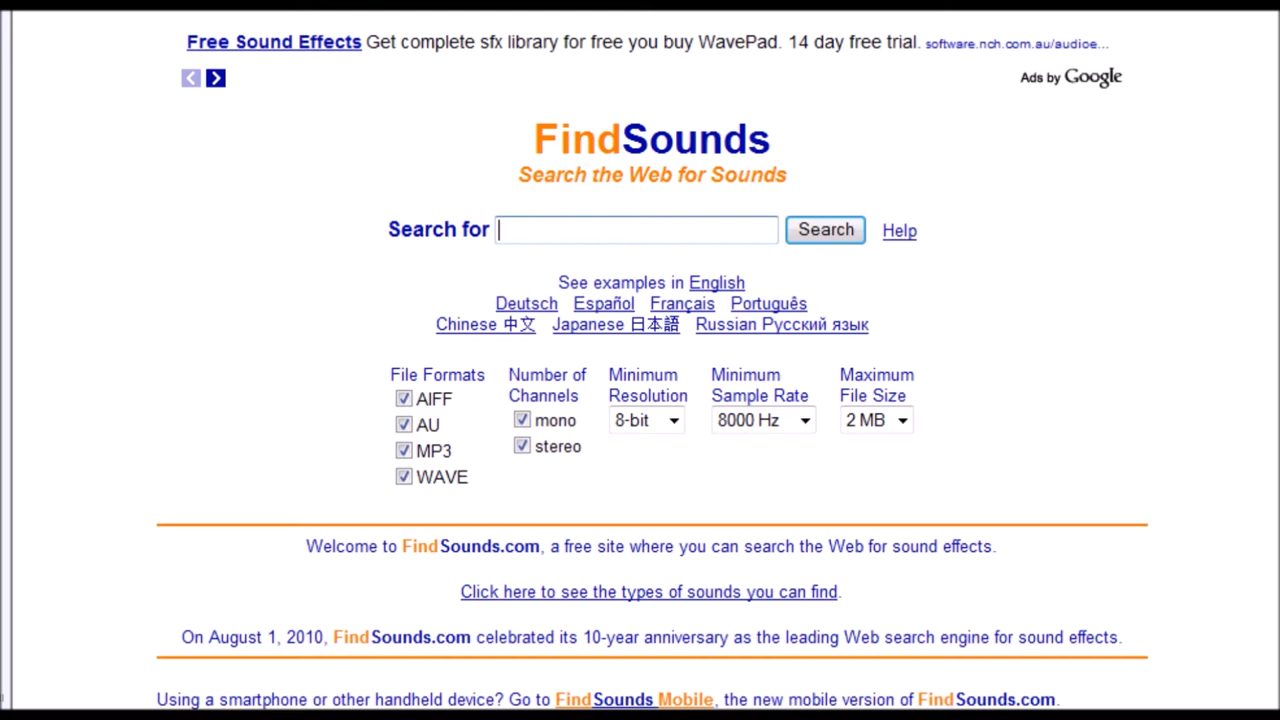 Free Sound Effects Get complete sfx library for free you buy WavePad. 14 day free trial. software.nch.com.au/audioe...
Ads by Google
FindSounds
Search the Web for Sounds
Search for Search Help
See examples in English
Deutsch Español Français Português
Chinese 中文 Japanese 日本語 Russian Русский язык
File Formats Number of Minimum Minimum Maximum
Channels Resolution Sample Rate File Size
AIFF
mono 8-bit 8000 Hz 2 MB
AU
stereo
MP3
WAVE
Welcome to FindSounds.com, a free site where you can search the Web for sound effects.
Click here to see the types of sounds you can find.
On August 1, 2010, FindSounds.com celebrated its 10-year anniversary as the leading Web search engine for sound effects.
Using a smartphone or other handheld device? Go to FindSounds Mobile, the new mobile version of FindSounds.com.